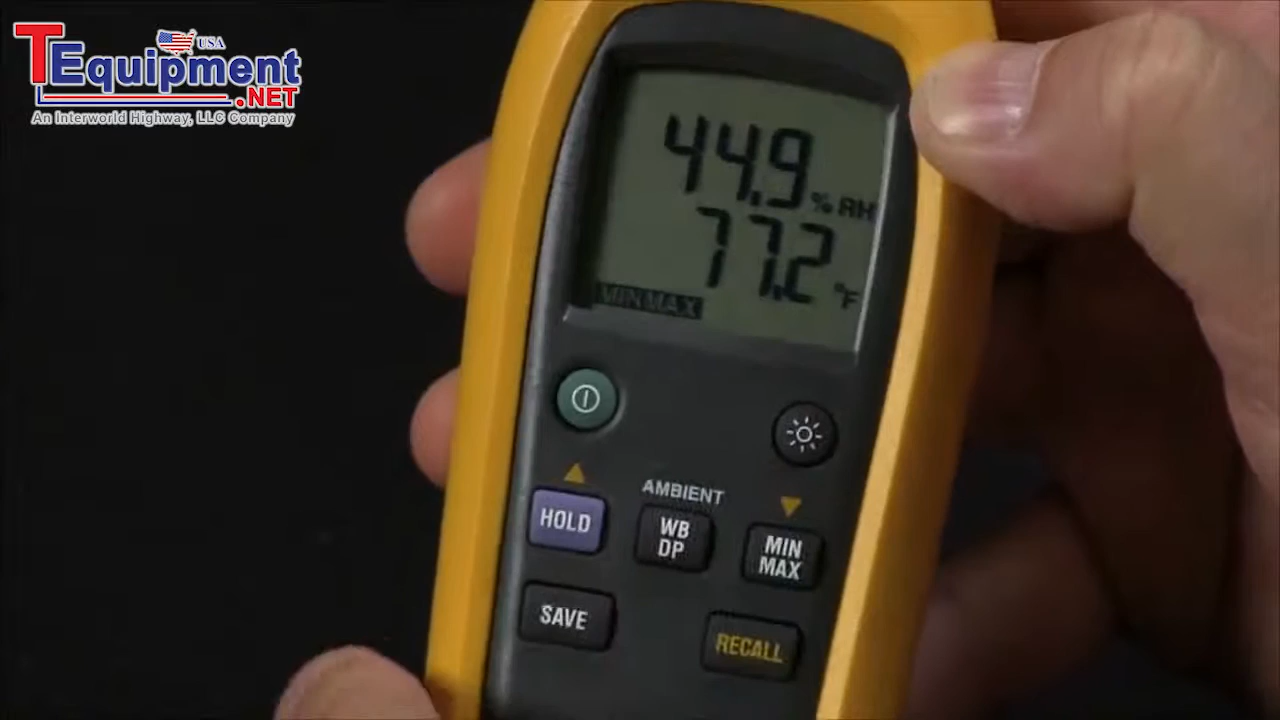 TEquipment
USA
.NET
An Interworld Highway, LLC Company
44.9 % RH
77.2 °F
MIN MAX
HOLD
AMBIENT
WB
DP
MIN
MAX
SAVE
RECALL